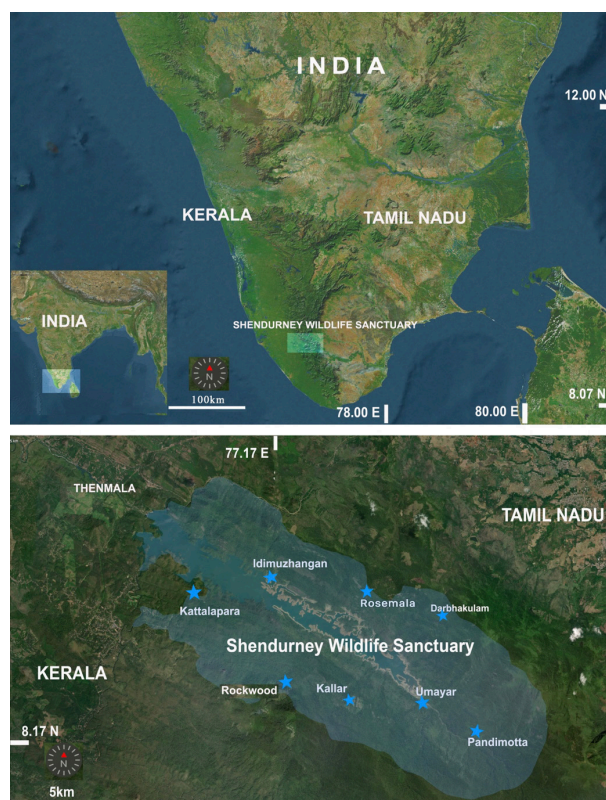 INDIA
12.00 N
KERALA
TAMIL NADU
INDIA
SHENDURNEY WILDLIFE SANCTUARY
N
100km
78.00 E
80.00 E
8.07 N
77.17 E
THENMALA
TAMIL NADU
Idimuzhangan
Kattalapara
Rosemala
Darbhakulam
Shendurney Wildlife Sanctuary
KERALA
Rockwood
Kallar
Umayar
8.17 N
Pandimotta
N
5km